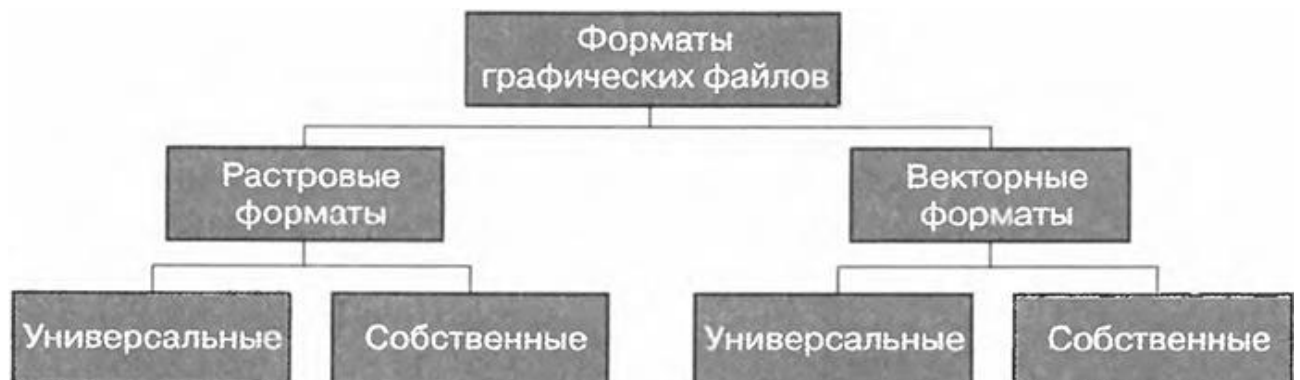 Форматы
графических файлов
Растровые
форматы
Векторные
форматы
Универсальные
Собственные
Универсальные
Собственные